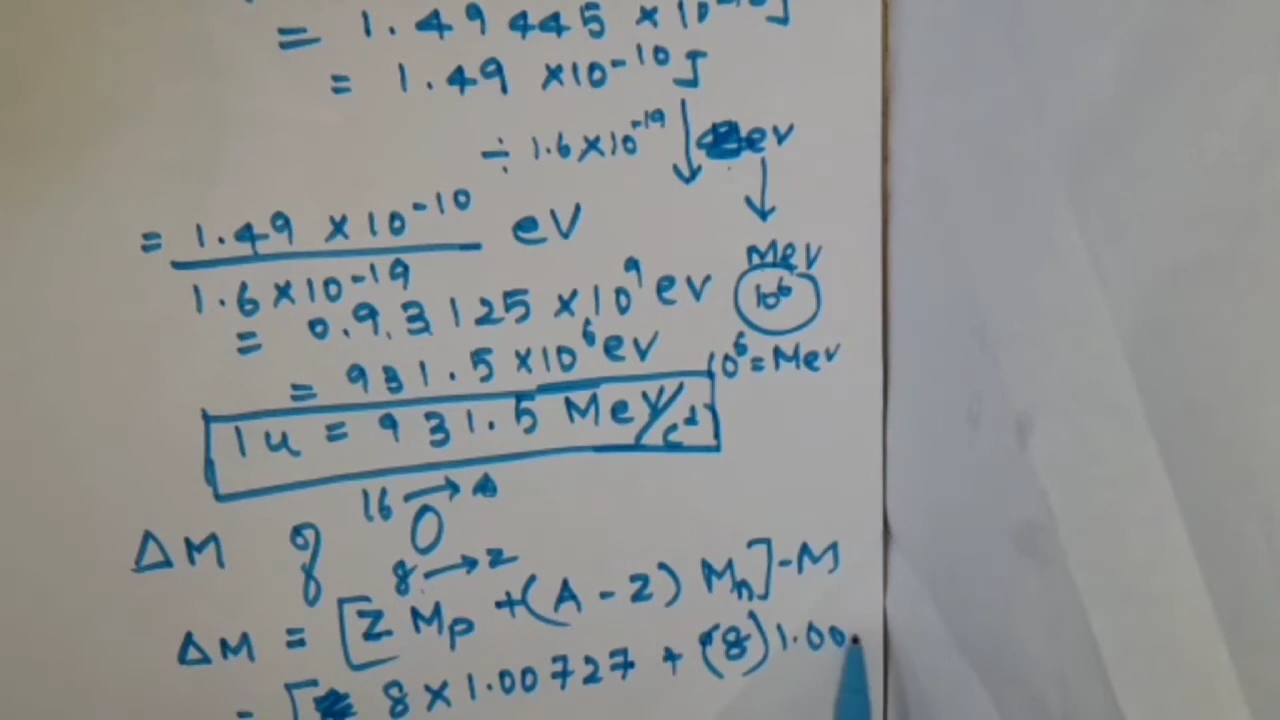 = 1.49445 × 10⁻¹⁰ J
= 1.49 × 10⁻¹⁰ J
÷ 1.6 × 10⁻¹⁹ ↓ ev
↓
= 1.49 × 10⁻¹⁰ / 1.6 × 10⁻¹⁹ eV
Mev
10⁶
= 0.93125 × 10⁹ ev
= 931.5 × 10⁶ ev
10⁶ = Mev
1 u = 931.5 MeV/c²
16 → A
ΔM of O
8 → Z
ΔM = [Z Mp + (A - Z) Mn] - M
= [ 8 × 1.00727 + (8) 1.00